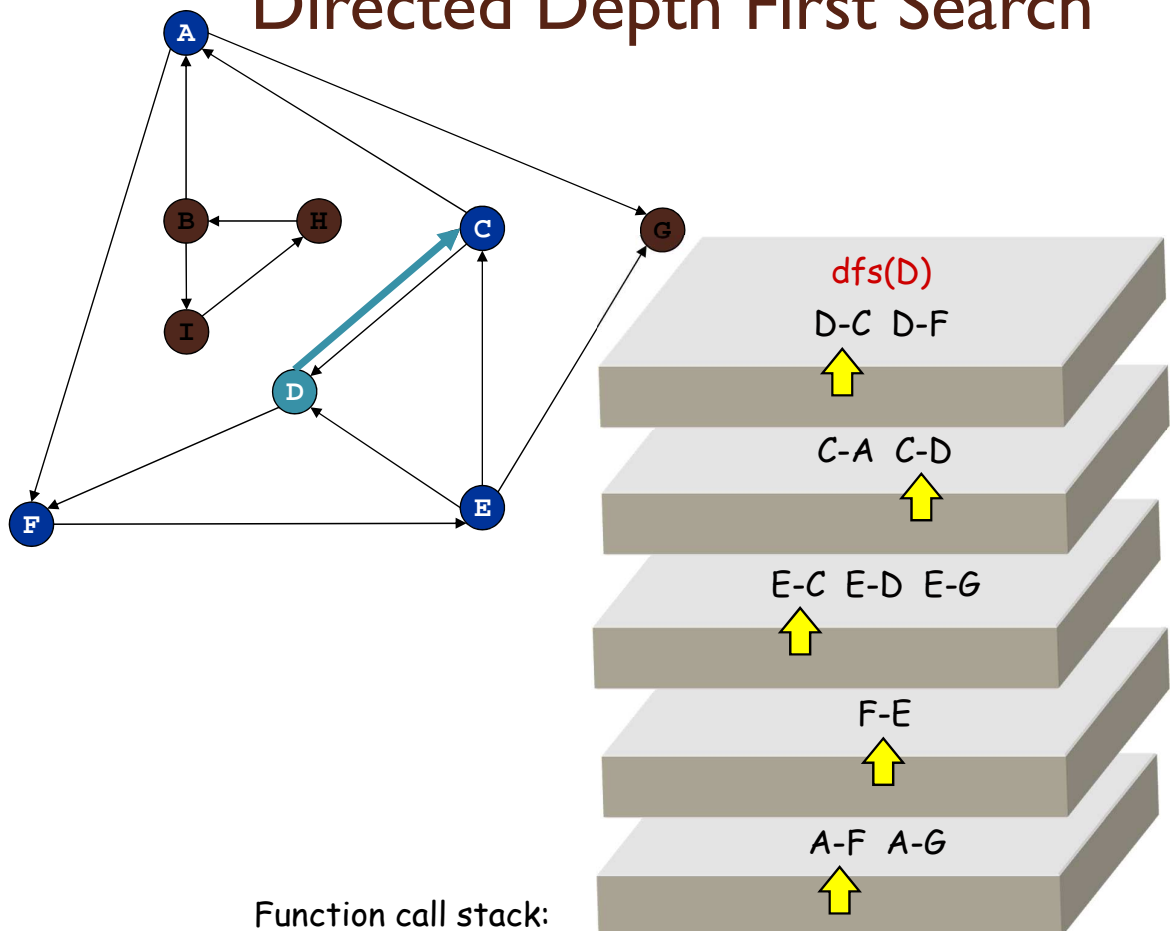 Directed Depth First Search
A
B
H
C
G
I
D
F
E
dfs(D)
D-C D-F
C-A C-D
E-C E-D E-G
F-E
A-F A-G
Function call stack: